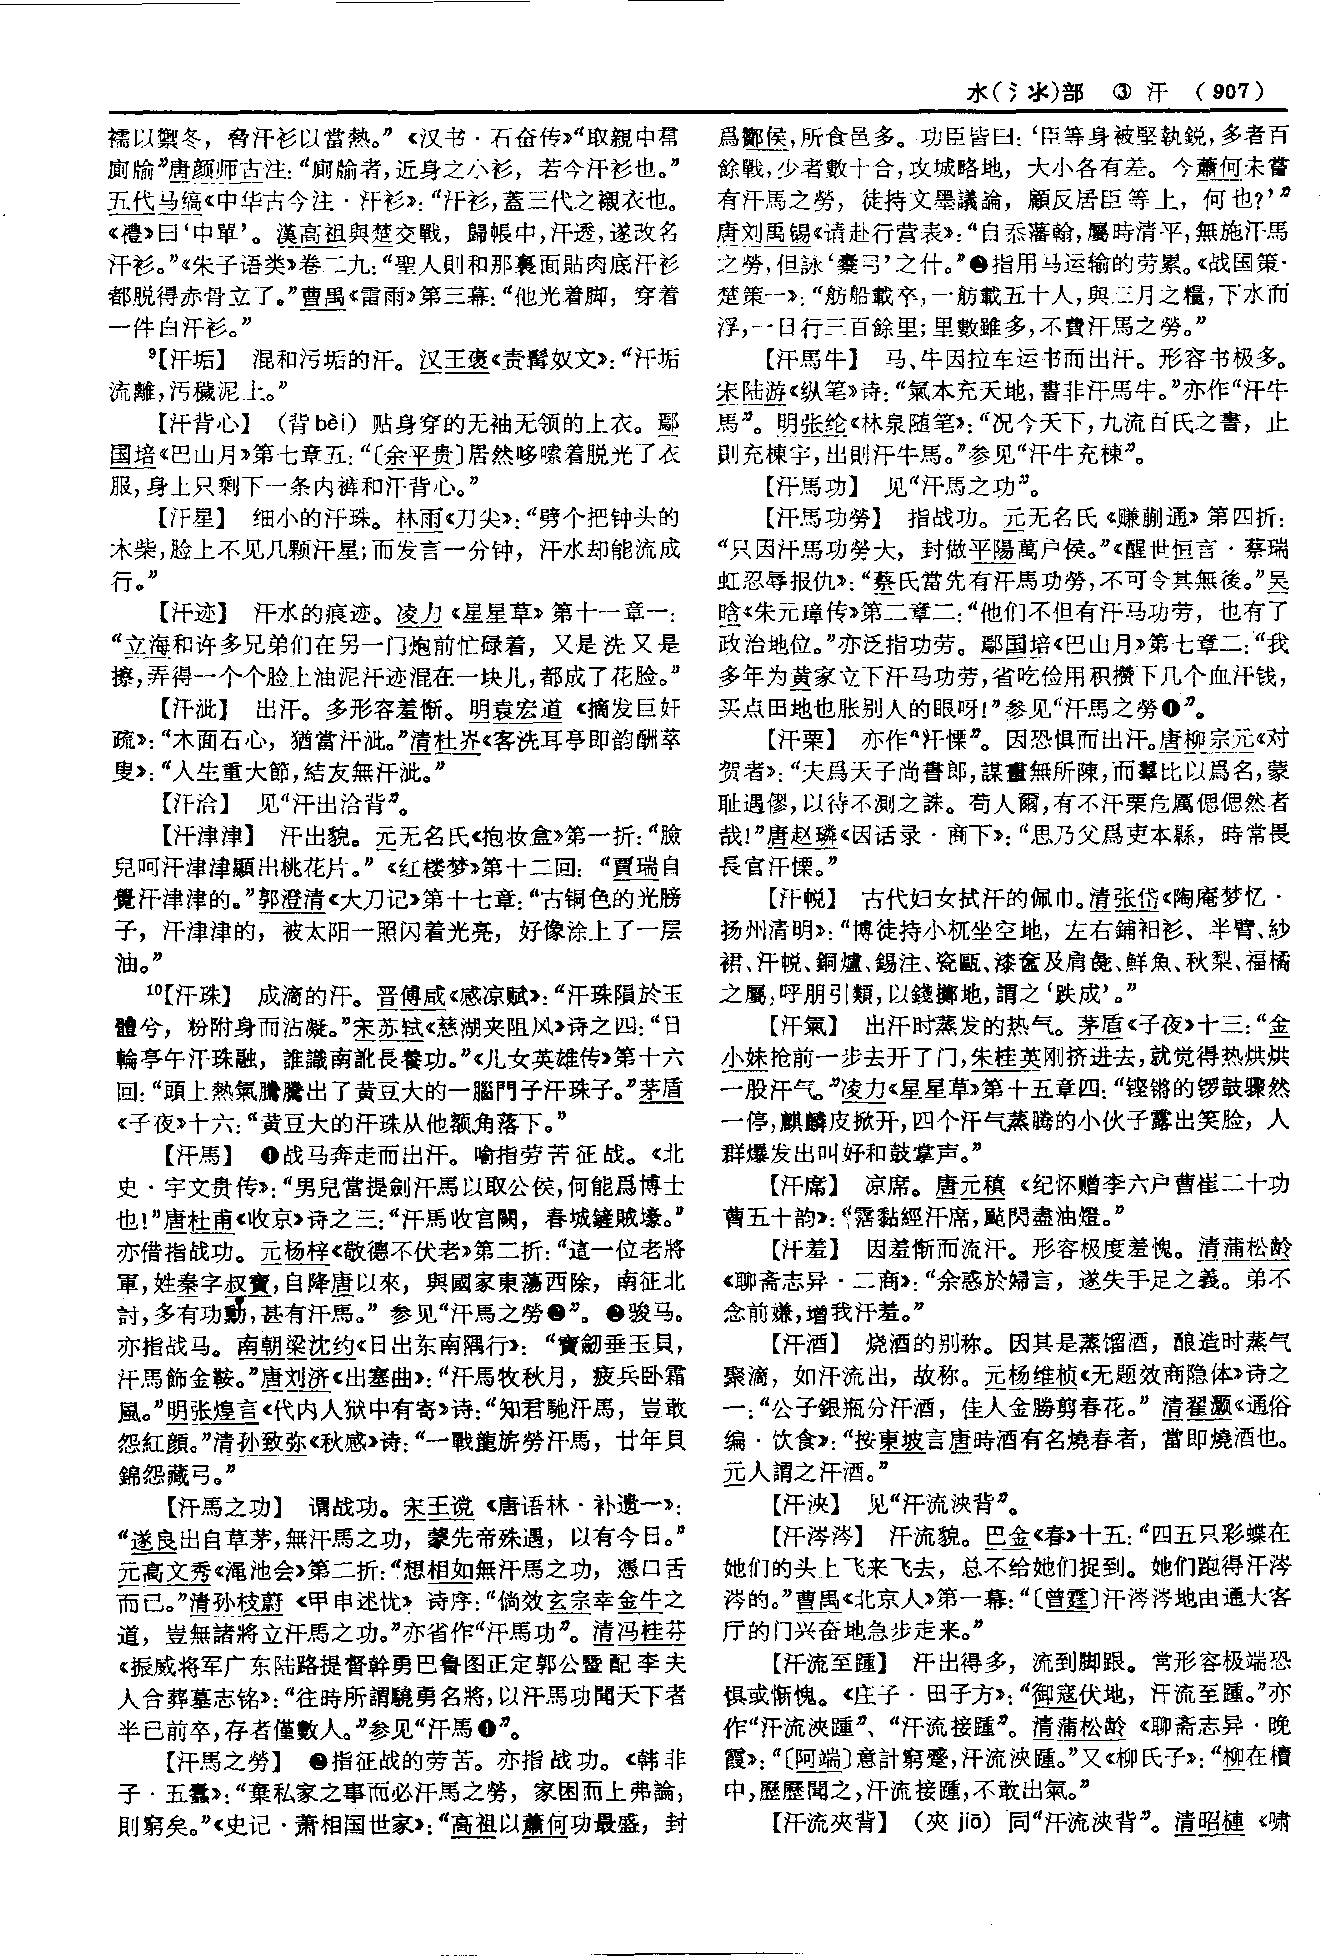 水(氵氺)部　③　汗　(907)
襦以禦冬，脅汗衫以當熱。”《汉书·石奋传》“取親中帬
廁牏”唐颜师古注：“廁牏者，近身之小衫，若今汗衫也。”
五代马缟《中华古今注·汗衫》：“汗衫，蓋三代之襯衣也。
《禮》曰‘中單’。漢高祖與楚交戰，歸帳中，汗透，遂改名
汗衫。”《朱子语类》卷二九：“聖人則和那裏面貼肉底汗衫
都脱得赤骨立了。”曹禺《雷雨》第三幕：“他光着脚，穿着
一件白汗衫。”
⁹【汗垢】　混和污垢的汗。汉王褒《责髯奴文》：“汗垢
流離，污穢泥土。”
【汗背心】（背bèi）贴身穿的无袖无领的上衣。鄢
国培《巴山月》第七章五：“〔余平贵〕居然哆嗦着脱光了衣
服，身上只剩下一条内裤和汗背心。”
【汗星】　细小的汗珠。林雨《刀尖》：“劈个把钟头的
木柴，脸上不见几颗汗星；而发言一分钟，汗水却能流成
行。”
【汗迹】　汗水的痕迹。凌力《星星草》第十一章一：
“立海和许多兄弟们在另一门炮前忙碌着，又是洗又是
擦，弄得一个个脸上油泥汗迹混在一块儿，都成了花脸。”
【汗泚】　出汗。多形容羞惭。明袁宏道《摘发巨奸
疏》：“木面石心，猶當汗泚。”清杜岕《客洗耳亭即韵酬萃
叟》：“人生重大節，結友無汗泚。”
【汗洽】　见“汗出洽背”。
【汗津津】　汗出貌。元无名氏《抱妆盒》第一折：“臉
兒呵汗津津顯出桃花片。”《红楼梦》第十二回：“賈瑞自
覺汗津津的。”郭澄清《大刀记》第十七章：“古铜色的光膀
子，汗津津的，被太阳一照闪着光亮，好像涂上了一层
油。”
¹⁰【汗珠】　成滴的汗。晋傅咸《感凉赋》：“汗珠隕於玉
體兮，粉附身而沾凝。”宋苏轼《慈湖夹阻风》诗之四：“日
輪亭午汗珠融，誰識南訛長養功。”《儿女英雄传》第十六
回：“頭上熱氣騰騰出了黄豆大的一腦門子汗珠子。”茅盾
《子夜》十六：“黄豆大的汗珠从他额角落下。”
【汗馬】　❶战马奔走而出汗。喻指劳苦征战。《北
史·宇文贵传》：“男兒當提劍汗馬以取公侯，何能爲博士
也！”唐杜甫《收京》诗之三：“汗馬收宫闕，春城鏟賊壕。”
亦借指战功。元杨梓《敬德不伏老》第二折：“這一位老將
軍，姓秦字叔寶，自降唐以來，與國家東蕩西除，南征北
討，多有功勳，甚有汗馬。”参见“汗馬之勞❷”。❷骏马。
亦指战马。南朝梁沈约《日出东南隅行》：“寶劒垂玉貝，
汗馬飾金鞍。”唐刘济《出塞曲》：“汗馬牧秋月，疲兵卧霜
風。”明张煌言《代内人狱中有寄》诗：“知君馳汗馬，豈敢
怨紅顔。”清孙致弥《秋感》诗：“一戰龍旂勞汗馬，廿年貝
錦怨藏弓。”
【汗馬之功】　谓战功。宋王谠《唐语林·补遗一》：
“遂良出自草茅，無汗馬之功，蒙先帝殊遇，以有今日。”
元高文秀《渑池会》第二折：“想相如無汗馬之功，憑口舌
而已。”清孙枝蔚《甲申述忧》诗序：“倘效玄宗幸金牛之
道，豈無諸將立汗馬之功。”亦省作“汗馬功”。清冯桂芬
《振威将军广东陆路提督幹勇巴鲁图正定郭公暨配李夫
人合葬墓志铭》：“往時所謂驍勇名將，以汗馬功聞天下者
半已前卒，存者僅數人。”参见“汗馬❶”。
【汗馬之勞】　❷指征战的劳苦。亦指战功。《韩非
子·五蠹》：“棄私家之事而必汗馬之勞，家困而上弗論，
則窮矣。”《史记·萧相国世家》：“高祖以蕭何功最盛，封
爲酇侯，所食邑多。功臣皆曰：‘臣等身被堅執鋭，多者百
餘戰，少者數十合，攻城略地，大小各有差。今蕭何未嘗
有汗馬之勞，徒持文墨議論，顧反居臣等上，何也？’”
唐刘禹锡《请赴行营表》：“自忝藩翰，屬時清平，無施汗馬
之勞，但詠‘櫜弓’之什。”❷指用马运输的劳累。《战国策·
楚策一》：“舫船載卒，一舫載五十人，與三月之糧，下水而
浮，一日行三百餘里；里數雖多，不費汗馬之勞。”
【汗馬牛】　马、牛因拉车运书而出汗。形容书极多。
宋陆游《纵笔》诗：“氣本充天地，書非汗馬牛。”亦作“汗牛
馬”。明张纶《林泉随笔》：“况今天下，九流百氏之書，止
則充棟宇，出則汗牛馬。”参见“汗牛充棟”。
【汗馬功】　见“汗馬之功”。
【汗馬功勞】　指战功。元无名氏《赚蒯通》第四折：
“只因汗馬功勞大，封做平陽萬户侯。”《醒世恒言·蔡瑞
虹忍辱报仇》：“蔡氏當先有汗馬功勞，不可令其無後。”吴
晗《朱元璋传》第二章二：“他们不但有汗马功劳，也有了
政治地位。”亦泛指功劳。鄢国培《巴山月》第七章二：“我
多年为黄家立下汗马功劳，省吃俭用积攒下几个血汗钱，
买点田地也胀别人的眼呀！”参见“汗馬之勞❶”。
【汗栗】　亦作“汗慄”。因恐惧而出汗。唐柳宗元《对
贺者》：“夫爲天子尚書郎，謀畫無所陳，而羣比以爲名，蒙
耻遇僇，以待不測之誅。苟人爾，有不汗栗危厲偲偲然者
哉！”唐赵璘《因话录·商下》：“思乃父爲吏本縣，時常畏
長官汗慄。”
【汗帨】　古代妇女拭汗的佩巾。清张岱《陶庵梦忆·
扬州清明》：“博徒持小杌坐空地，左右鋪衵衫、半臂、紗
裙、汗帨、銅爐、錫注、瓷甌、漆奩及肩彘、鮮魚、秋梨、福橘
之屬，呼朋引類，以錢擲地，謂之‘跌成’。”
【汗氣】　出汗时蒸发的热气。茅盾《子夜》十三：“金
小妹抢前一步去开了门，朱桂英刚挤进去，就觉得热烘烘
一股汗气。”凌力《星星草》第十五章四：“铿锵的锣鼓骤然
一停，麒麟皮掀开，四个汗气蒸腾的小伙子露出笑脸，人
群爆发出叫好和鼓掌声。”
【汗席】　凉席。唐元稹《纪怀赠李六户曹崔二十功
曹五十韵》：“霑黏經汗席，颭閃盡油燈。”
【汗羞】　因羞惭而流汗。形容极度羞愧。清蒲松龄
《聊斋志异·二商》：“余惑於婦言，遂失手足之義。弟不
念前嫌，增我汗羞。”
【汗酒】　烧酒的别称。因其是蒸馏酒，酿造时蒸气
聚滴，如汗流出，故称。元杨维桢《无题效商隐体》诗之
一：“公子銀瓶分汗酒，佳人金勝剪春花。”清翟灏《通俗
编·饮食》：“按東坡言唐時酒有名燒春者，當即燒酒也。
元人謂之汗酒。”
【汗浹】　见“汗流浹背”。
【汗涔涔】　汗流貌。巴金《春》十五：“四五只彩蝶在
她们的头上飞来飞去，总不给她们捉到。她们跑得汗涔
涔的。”曹禺《北京人》第一幕：“〔曾霆〕汗涔涔地由通大客
厅的门兴奋地急步走来。”
【汗流至踵】　汗出得多，流到脚跟。常形容极端恐
惧或惭愧。《庄子·田子方》：“御寇伏地，汗流至踵。”亦
作“汗流浹踵”、“汗流接踵”。清蒲松龄《聊斋志异·晚
霞》：“〔阿端〕意計窮蹙，汗流浹踵。”又《柳氏子》：“柳在櫝
中，歷歷聞之，汗流接踵，不敢出氣。”
【汗流夾背】（夾 jiā）同“汗流浹背”。清昭槤《啸